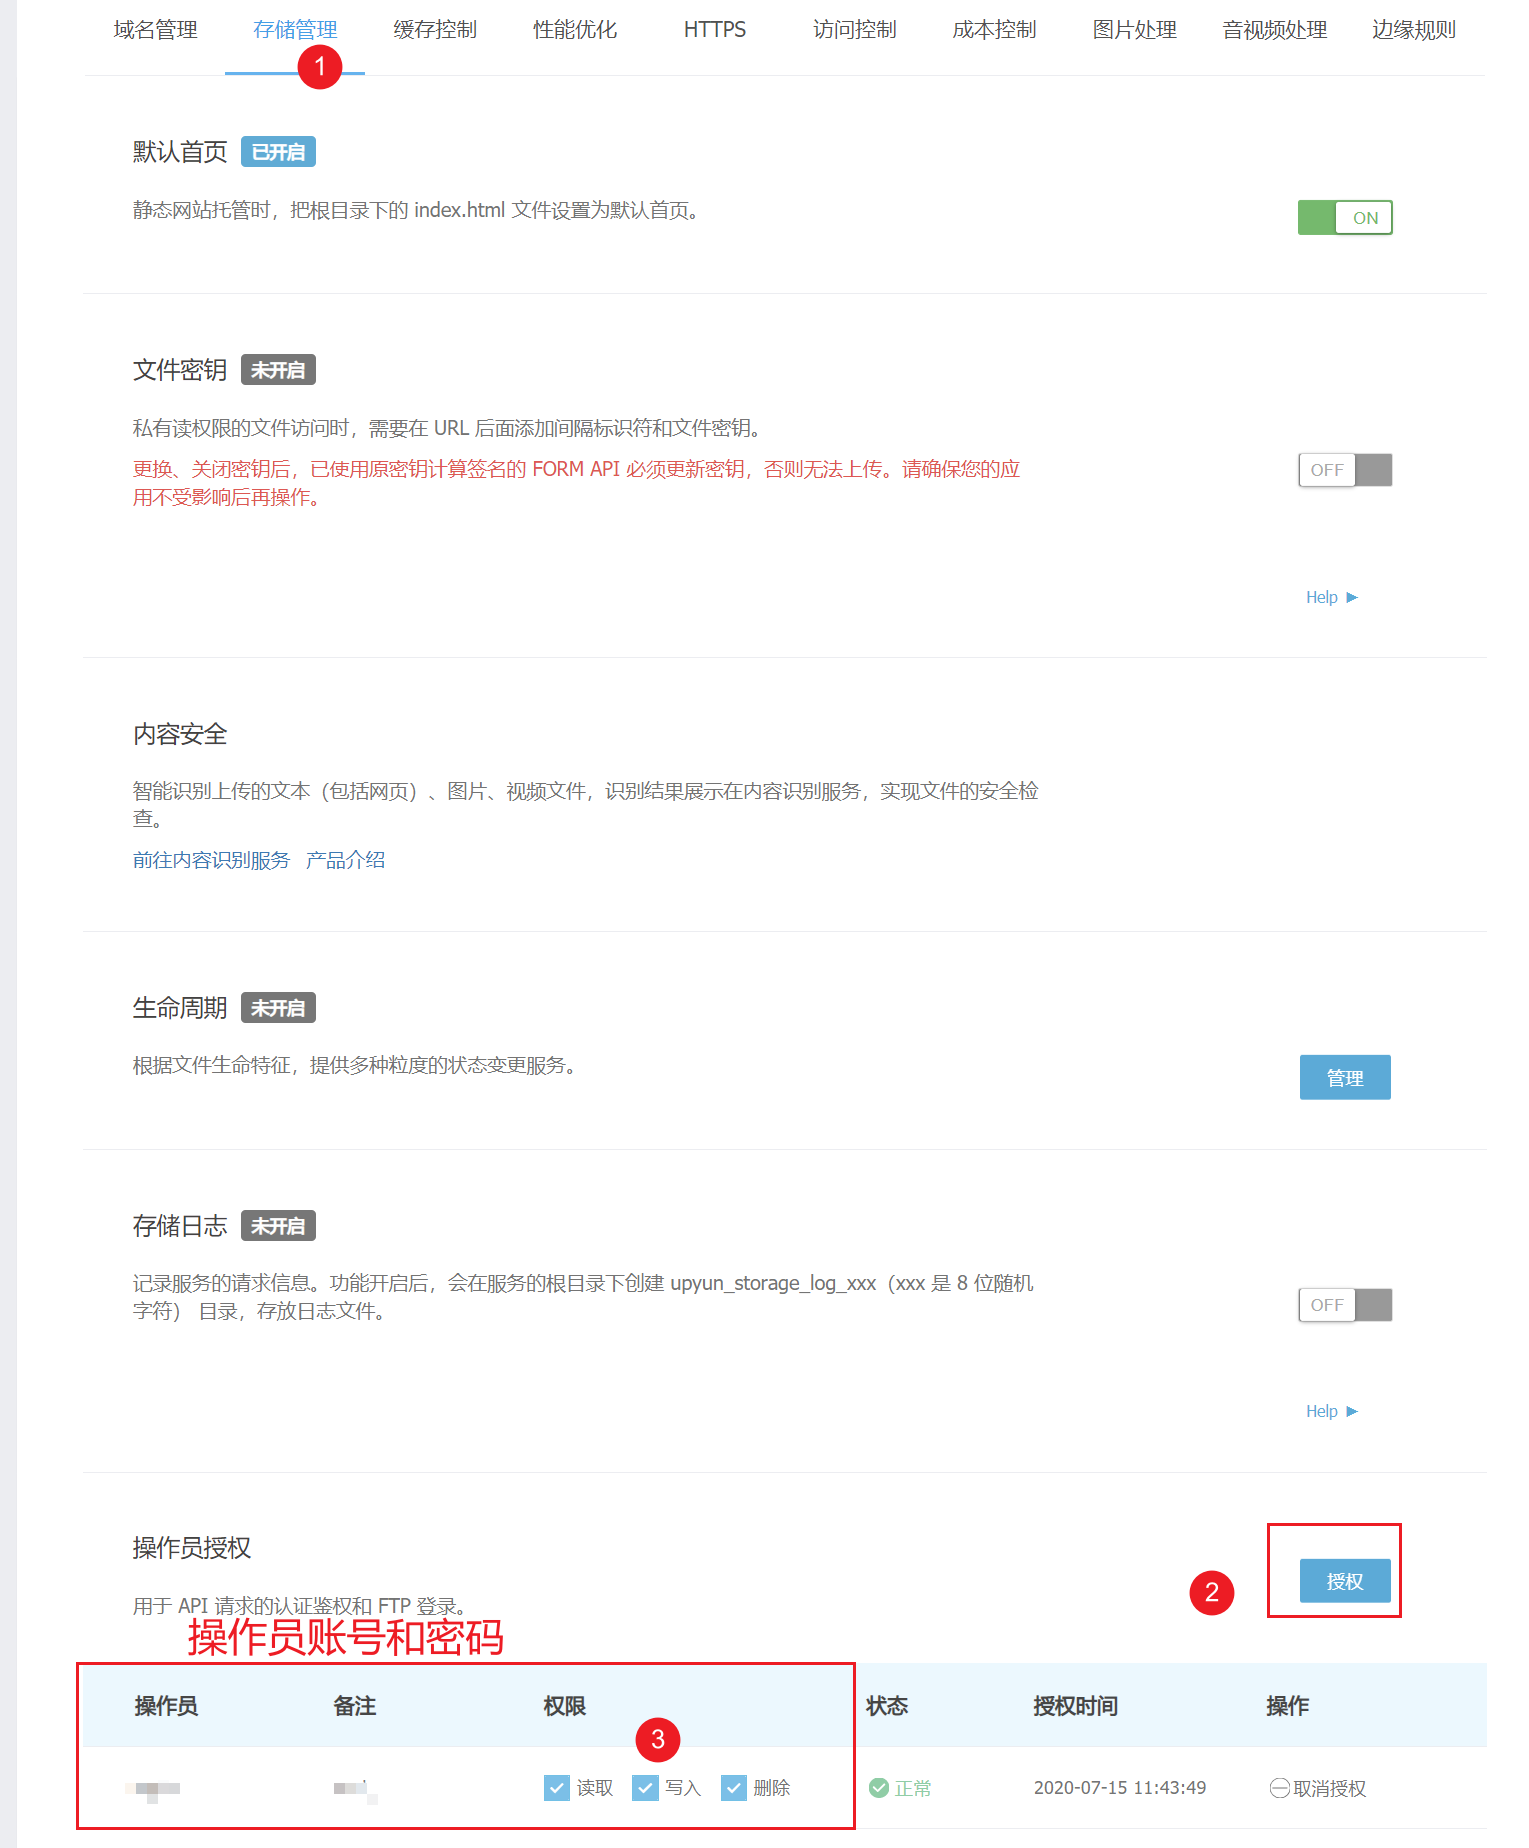 域名管理 存储管理 缓存控制 性能优化 HTTPS 访问控制 成本控制 图片处理 音视频处理 边缘规则
1
默认首页 已开启
静态网站托管时，把根目录下的 index.html 文件设置为默认首页。
ON
文件密钥 未开启
私有读权限的文件访问时，需要在 URL 后面添加间隔标识符和文件密钥。
更换、关闭密钥后，已使用原密钥计算签名的 FORM API 必须更新密钥，否则无法上传。请确保您的应
用不受影响后再操作。
OFF
Help
内容安全
智能识别上传的文本（包括网页）、图片、视频文件，识别结果展示在内容识别服务，实现文件的安全检
查。
前往内容识别服务 产品介绍
生命周期 未开启
根据文件生命特征，提供多种粒度的状态变更服务。
管理
存储日志 未开启
记录服务的请求信息。功能开启后，会在服务的根目录下创建 upyun_storage_log_xxx（xxx 是 8 位随机
字符） 目录，存放日志文件。
OFF
Help
操作员授权
授权
2
用于 API 请求的认证鉴权和 FTP 登录。
操作员账号和密码
操作员 备注 权限 状态 授权时间 操作
3
读取 写入 删除 正常 2020-07-15 11:43:49 取消授权